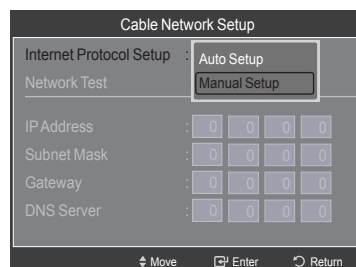 Cable Network Setup
Internet Protocol Setup : Auto Setup
Manual Setup
Network Test
IP Address : 0 0 0 0
Subnet Mask : 0 0 0 0
Gateway : 0 0 0 0
DNS Server : 0 0 0 0
Move Enter Return